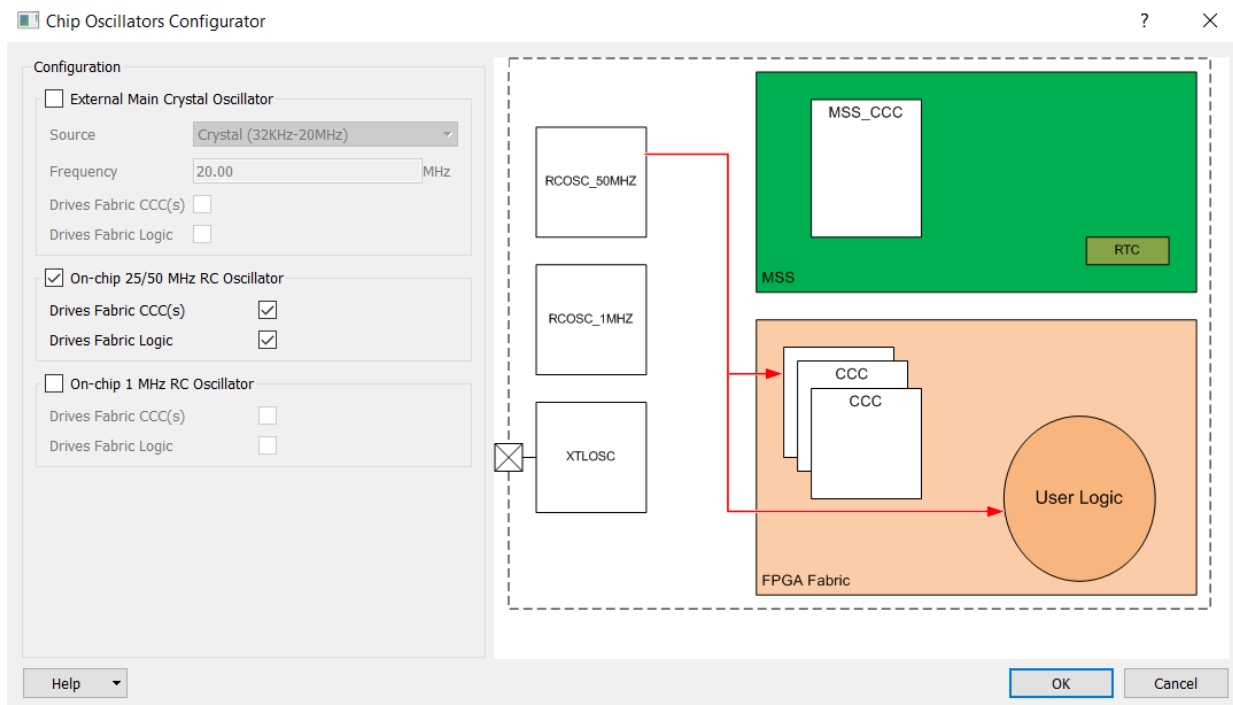 Chip Oscillators Configurator
?
Configuration
External Main Crystal Oscillator
Source Crystal (32KHz-20MHz)
Frequency 20.00 MHz
Drives Fabric CCC(s)
Drives Fabric Logic
On-chip 25/50 MHz RC Oscillator
Drives Fabric CCC(s)
Drives Fabric Logic
On-chip 1 MHz RC Oscillator
Drives Fabric CCC(s)
Drives Fabric Logic
RCOSC_50MHZ
RCOSC_1MHZ
XTLOSC
MSS_CCC
RTC
MSS
CCC
CCC
User Logic
FPGA Fabric
Help
OK
Cancel